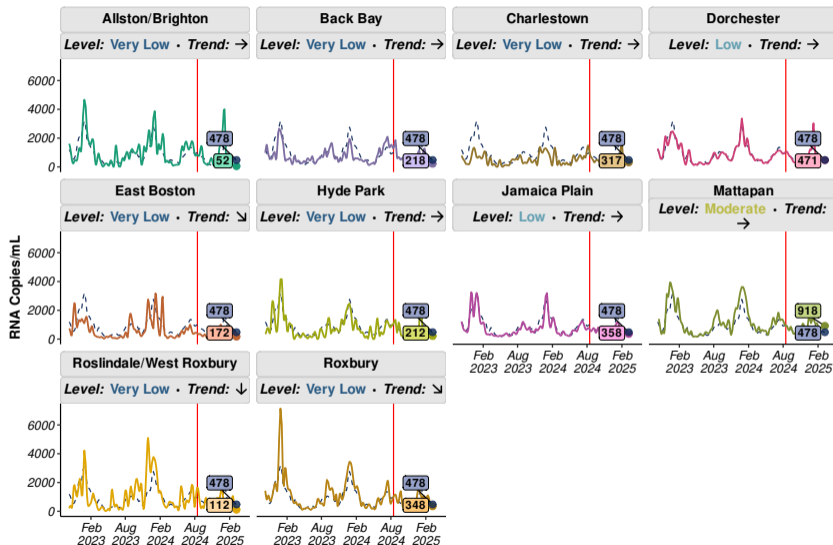 Allston/Brighton
Level: Very Low · Trend: →
Back Bay
Level: Very Low · Trend: →
Charlestown
Level: Very Low · Trend: →
Dorchester
Level: Low · Trend: →
6000
4000
2000
0
478
52
478
218
478
317
478
471
East Boston
Level: Very Low · Trend: ↘
Hyde Park
Level: Very Low · Trend: →
Jamaica Plain
Level: Low · Trend: →
Mattapan
Level: Moderate · Trend:
→
RNA Copies/mL
6000
4000
2000
0
478
172
478
212
478
358
918
478
Feb
2023
Aug
2023
Feb
2024
Aug
2024
Feb
2025
Feb
2023
Aug
2023
Feb
2024
Aug
2024
Feb
2025
Roslindale/West Roxbury
Level: Very Low · Trend: ↓
Roxbury
Level: Very Low · Trend: ↘
6000
4000
2000
0
478
112
478
348
Feb
2023
Aug
2023
Feb
2024
Aug
2024
Feb
2025
Feb
2023
Aug
2023
Feb
2024
Aug
2024
Feb
2025